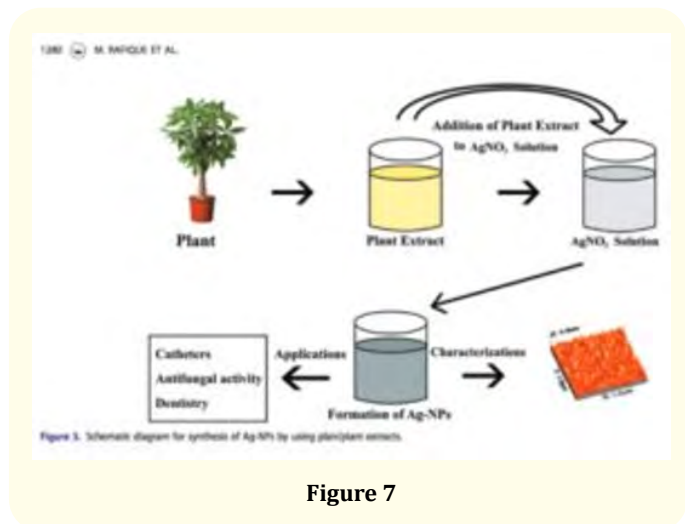 M. RAFIQUE ET AL.
Addition of Plant Extract
to AgNO₃ Solution
Plant
Plant Extract
AgNO₃ Solution
Catheters
Antifungal activity
Dentistry
Applications
Characterizations
Formation of Ag-NPs
Figure 3. Schematic diagram for synthesis of Ag-NPs by using plant/plant extracts.
Figure 7